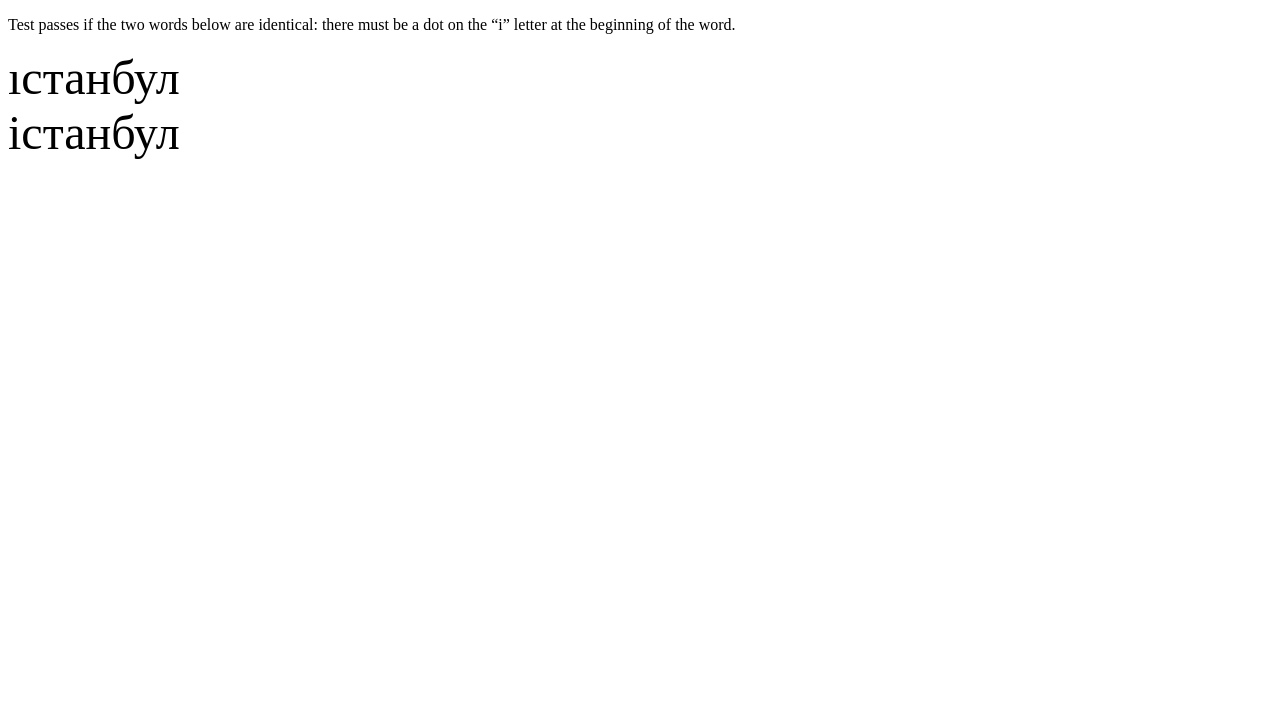 Test passes if the two words below are identical: there must be a dot on the “i” letter at the beginning of the word.
ıстанбул
істанбул